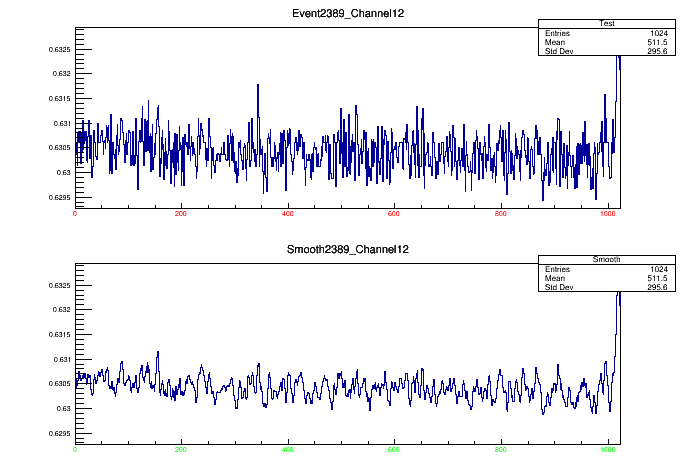 Event2389_Channel12
Test
Entries 1024
Mean 511.5
Std Dev 295.6
0.6325
0.632
0.6315
0.631
0.6305
0.63
0.6295
0 200 400 600 800 1000
Smooth2389_Channel12
Smooth
Entries 1024
Mean 511.5
Std Dev 295.6
0.6325
0.632
0.6315
0.631
0.6305
0.63
0.6295
0 200 400 600 800 1000